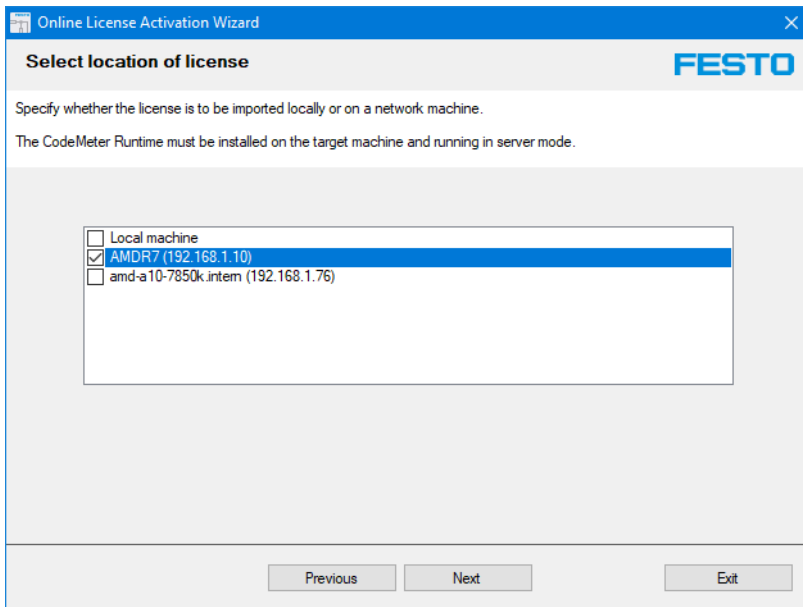 Online License Activation Wizard
Select location of license
FESTO
Specify whether the license is to be imported locally or on a network machine.
The CodeMeter Runtime must be installed on the target machine and running in server mode.
Local machine
AMDR7 (192.168.1.10)
amd-a10-7850k.intern (192.168.1.76)
Previous
Next
Exit